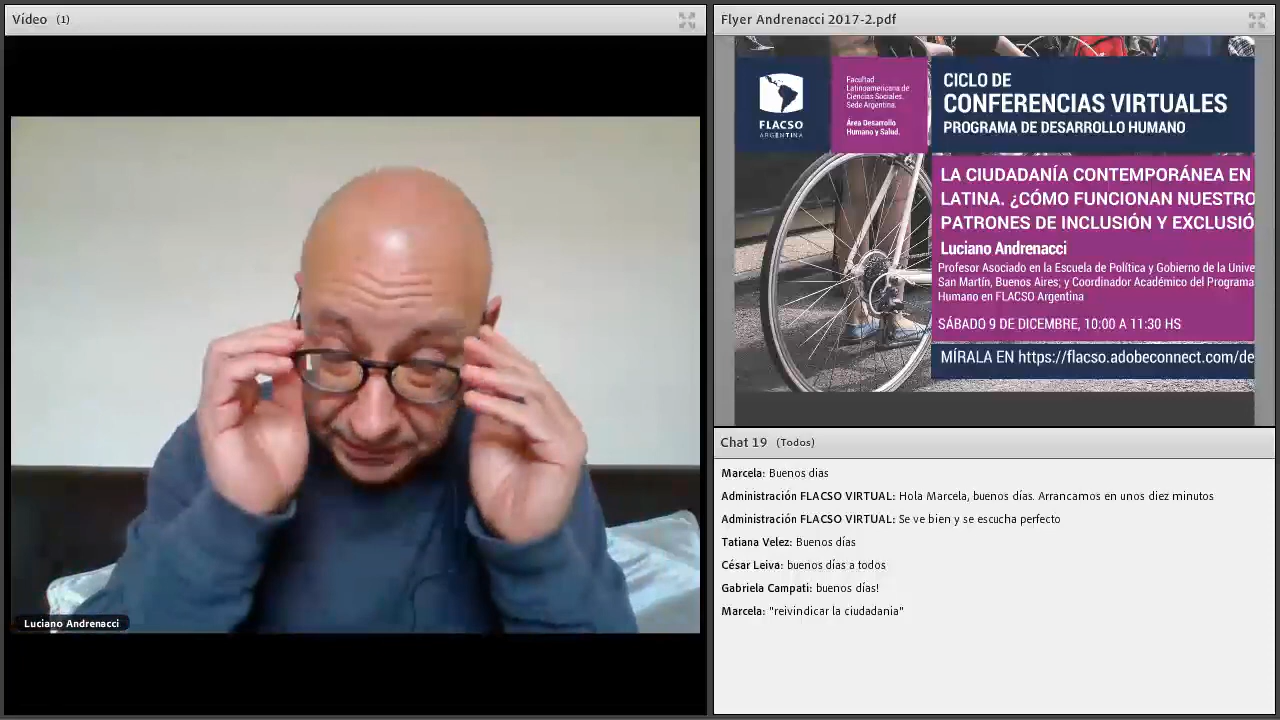 Vídeo (1)
Luciano Andrenacci
Flyer Andrenacci 2017-2.pdf
FLACSO
ARGENTINA
Facultad
Latinoamericana de
Ciencias Sociales.
Sede Argentina.
Área Desarrollo
Humano y Salud.
CICLO DE
CONFERENCIAS VIRTUALES
PROGRAMA DE DESARROLLO HUMANO
LA CIUDADANÍA CONTEMPORÁNEA EN
LATINA. ¿CÓMO FUNCIONAN NUESTRO
PATRONES DE INCLUSIÓN Y EXCLUSIÓ
Luciano Andrenacci
Profesor Asociado en la Escuela de Política y Gobierno de la Unive
San Martín, Buenos Aires; y Coordinador Académico del Programa
Humano en FLACSO Argentina
SÁBADO 9 DE DICIEMBRE, 10:00 A 11:30 HS
MÍRALA EN https://flacso.adobeconnect.com/de
Chat 19 (Todos)
Marcela: Buenos dias
Administración FLACSO VIRTUAL: Hola Marcela, buenos días. Arrancamos en unos diez minutos
Administración FLACSO VIRTUAL: Se ve bien y se escucha perfecto
Tatiana Velez: Buenos días
César Leiva: buenos días a todos
Gabriela Campati: buenos días!
Marcela: "reivindicar la ciudadania"